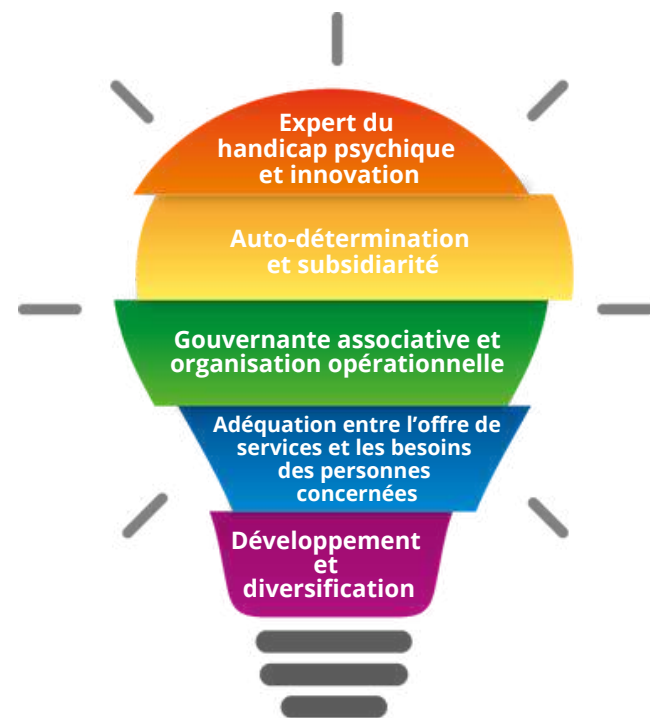 Expert du
handicap psychique
et innovation
Auto-détermination
et subsidiarité
Gouvernante associative et
organisation opérationnelle
Adéquation entre l’offre de
services et les besoins
des personnes
concernées
Développement
et
diversification